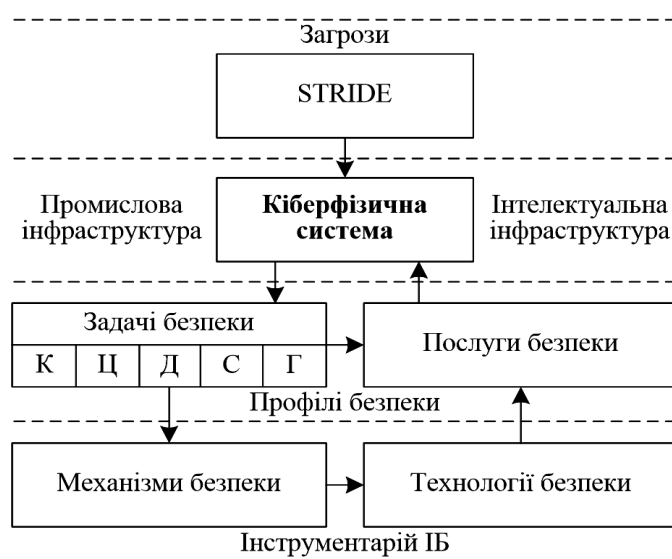 Загрози
STRIDE
Промислова
інфраструктура
Кіберфізична
система
Інтелектуальна
інфраструктура
Задачі безпеки
К Ц Д С Г
Послуги безпеки
Профілі безпеки
Механізми безпеки
Технології безпеки
Інструментарій ІБ